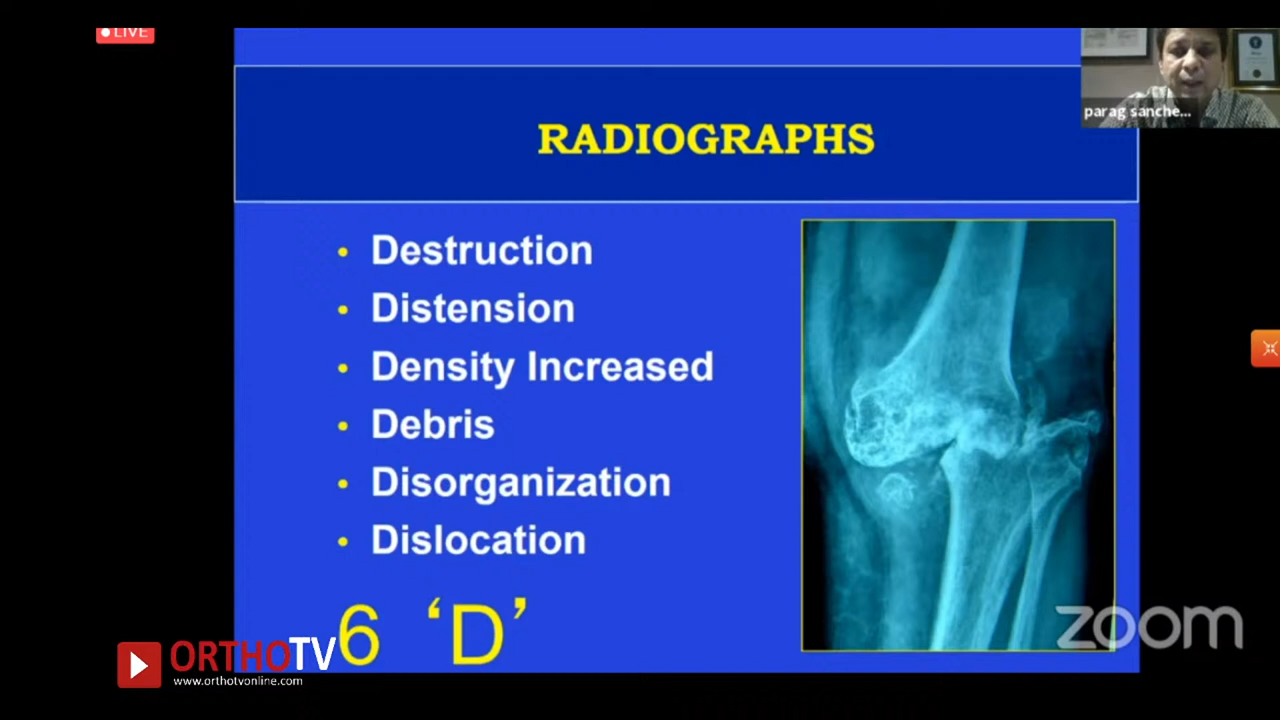 LIVE
parag sanche...
RADIOGRAPHS
• Destruction
• Distension
• Density Increased
• Debris
• Disorganization
• Dislocation
6 ‘D’
ORTHOTV
www.orthotvonline.com
zoom